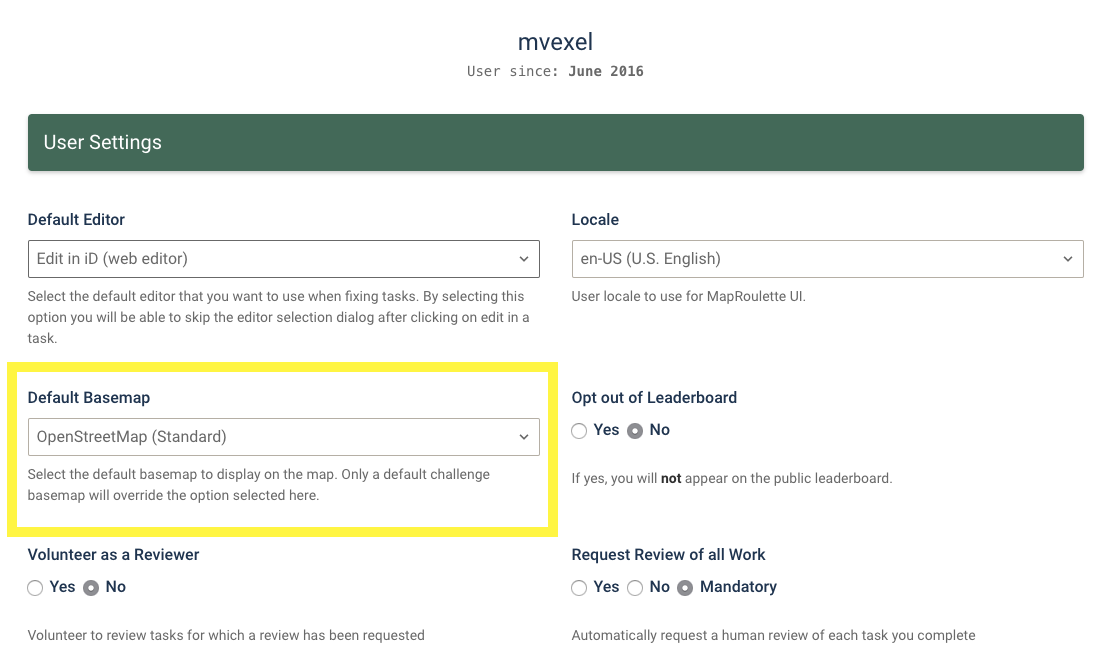 mvexel
User since: June 2016
User Settings
Default Editor
Edit in iD (web editor)
Select the default editor that you want to use when fixing tasks. By selecting this
option you will be able to skip the editor selection dialog after clicking on edit in a
task.
Locale
en-US (U.S. English)
User locale to use for MapRoulette UI.
Default Basemap
OpenStreetMap (Standard)
Select the default basemap to display on the map. Only a default challenge
basemap will override the option selected here.
Opt out of Leaderboard
Yes No
If yes, you will not appear on the public leaderboard.
Volunteer as a Reviewer
Yes No
Volunteer to review tasks for which a review has been requested
Request Review of all Work
Yes No Mandatory
Automatically request a human review of each task you complete